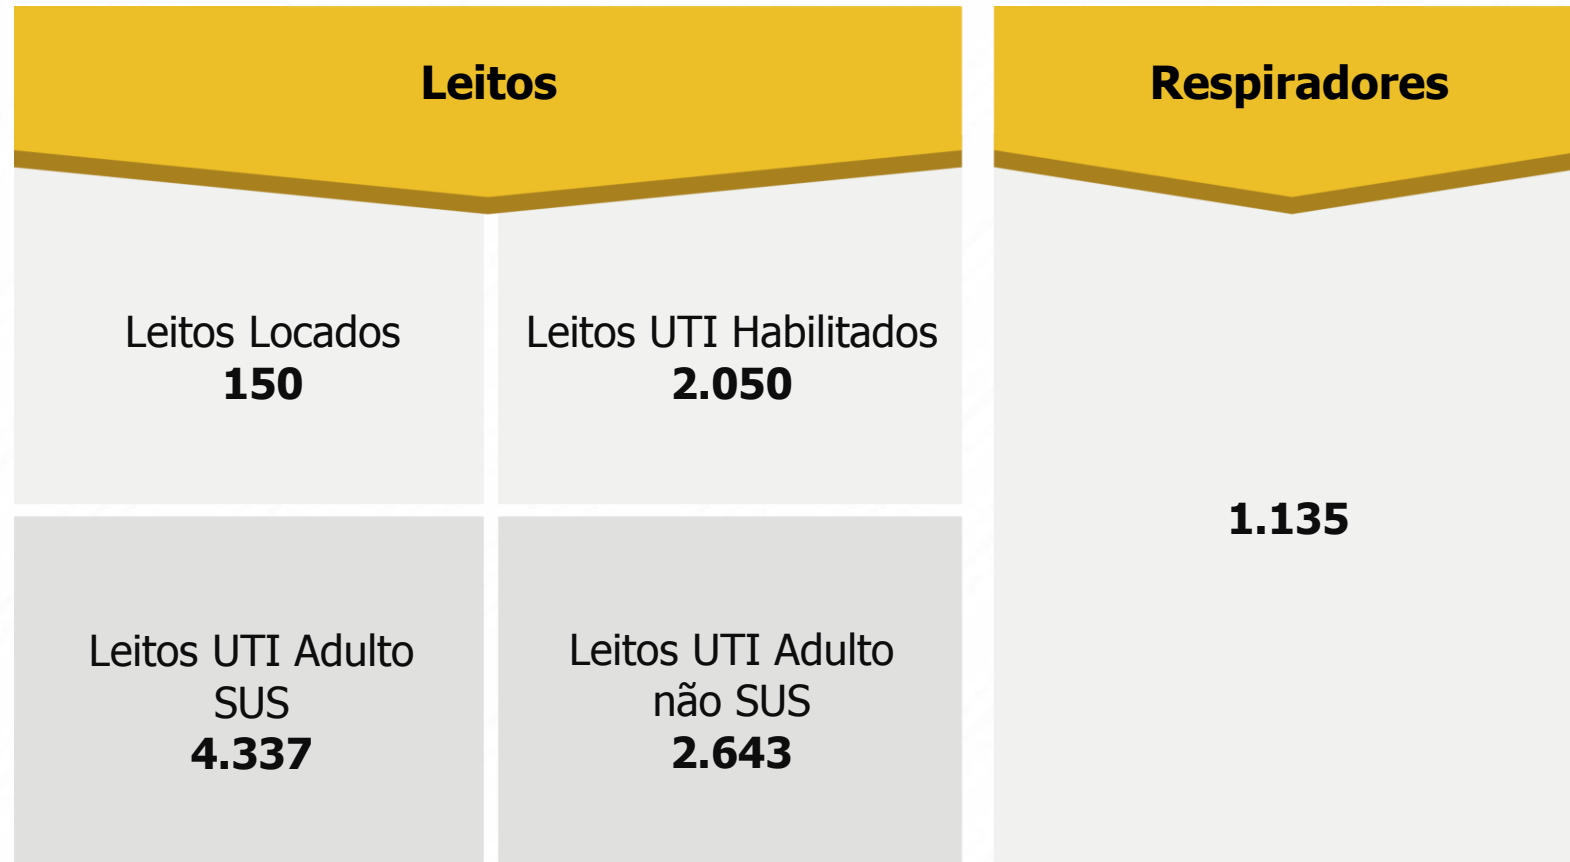 Leitos
Respiradores
Leitos Locados
150
Leitos UTI Habilitados
2.050
1.135
Leitos UTI Adulto
SUS
4.337
Leitos UTI Adulto
não SUS
2.643